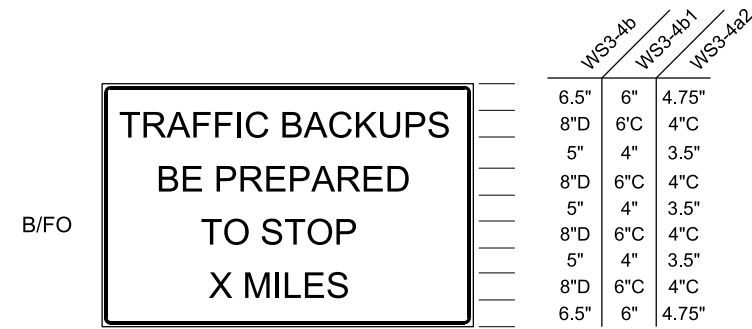 WS3-4b WS3-4b1 WS3-4a2
6.5" 6" 4.75"
TRAFFIC BACKUPS 8"D 6'C 4"C
5" 4" 3.5"
BE PREPARED 8"D 6"C 4"C
B/FO 5" 4" 3.5"
TO STOP 8"D 6"C 4"C
5" 4" 3.5"
X MILES 8"D 6"C 4"C
6.5" 6" 4.75"